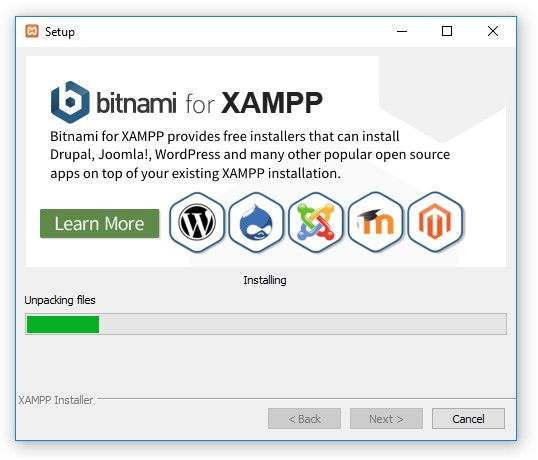 Setup
bitnami for XAMPP
Bitnami for XAMPP provides free installers that can install
Drupal, Joomla!, WordPress and many other popular open source
apps on top of your existing XAMPP installation.
Learn More
Installing
Unpacking files
XAMPP Installer
< Back
Next >
Cancel